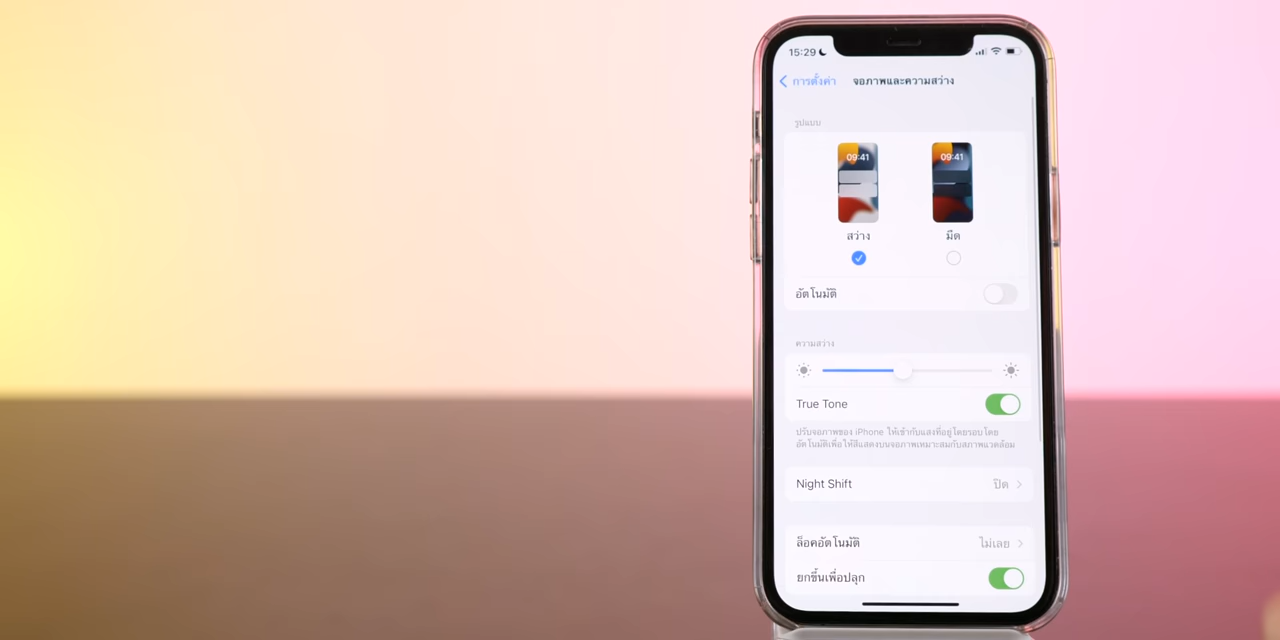 15:29
การตั้งค่า จอภาพและความสว่าง
รูปแบบ
09:41 09:41
สว่าง มืด
อัตโนมัติ
ความสว่าง
True Tone
ปรับจอภาพของ iPhone ให้เข้ากับแสงที่อยู่โดยรอบโดย
อัตโนมัติเพื่อให้สีแสดงบนจอภาพเหมาะสมกับสภาพแวดล้อม
Night Shift ปิด
ล็อคอัตโนมัติ ไม่เลย
ยกขึ้นเพื่อปลุก